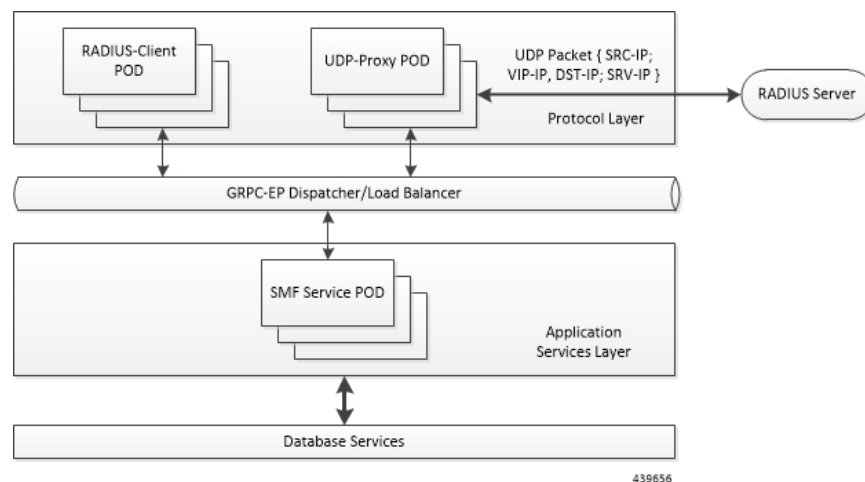 RADIUS-Client
POD
UDP-Proxy POD
UDP Packet { SRC-IP;
VIP-IP, DST-IP; SRV-IP }
RADIUS Server
Protocol Layer
GRPC-EP Dispatcher/Load Balancer
SMF Service POD
Application
Services Layer
Database Services
439656